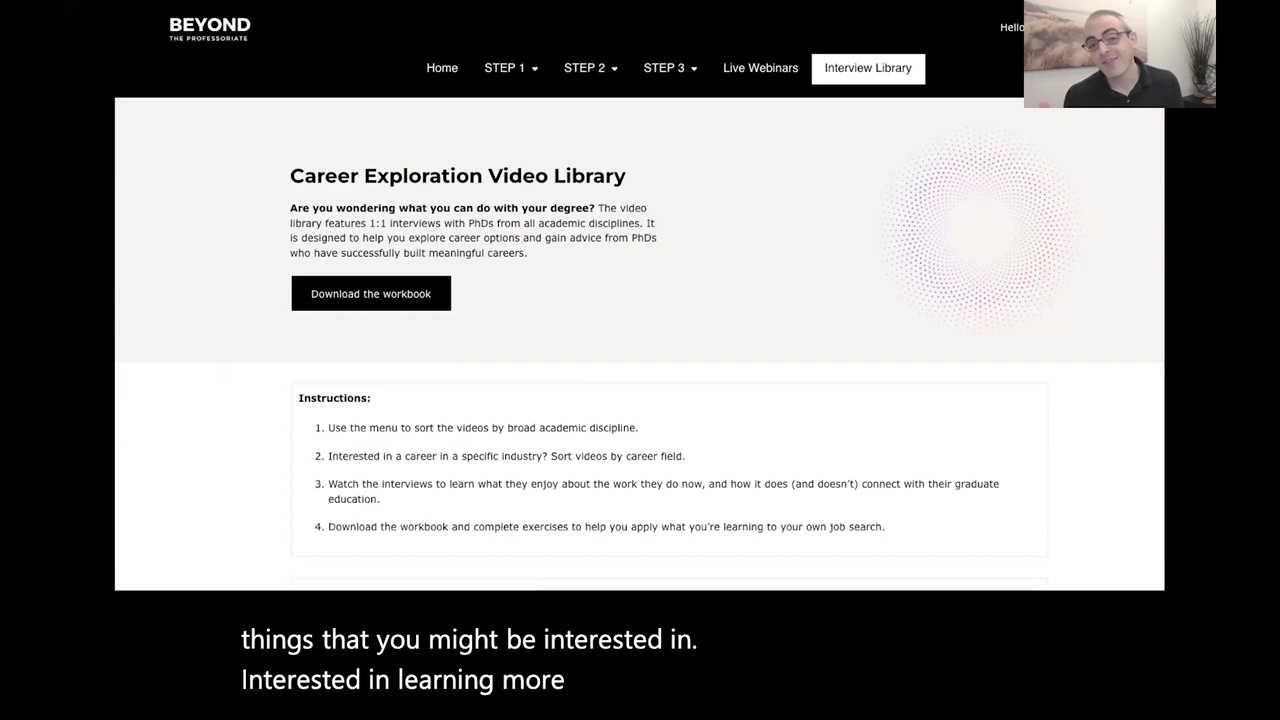 BEYOND
THE PROFESSORIATE
Hello
Home STEP 1 STEP 2 STEP 3 Live Webinars Interview Library
Career Exploration Video Library
Are you wondering what you can do with your degree? The video
library features 1:1 interviews with PhDs from all academic disciplines. It
is designed to help you explore career options and gain advice from PhDs
who have successfully built meaningful careers.
Download the workbook
Instructions:
1. Use the menu to sort the videos by broad academic discipline.
2. Interested in a career in a specific industry? Sort videos by career field.
3. Watch the interviews to learn what they enjoy about the work they do now, and how it does (and doesn't) connect with their graduate
education.
4. Download the workbook and complete exercises to help you apply what you're learning to your own job search.
things that you might be interested in.
Interested in learning more